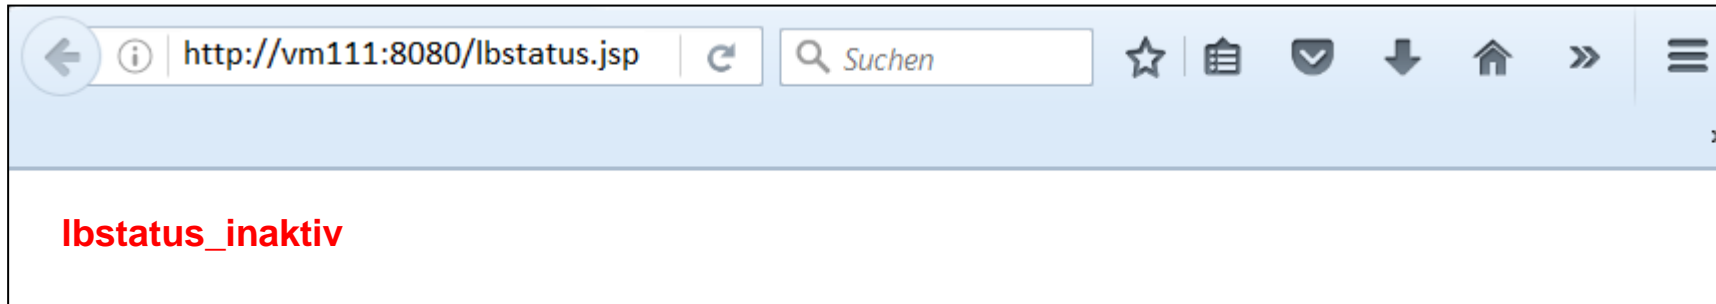 http://vm111:8080/lbstatus.jsp Suchen
lbstatus_inaktiv